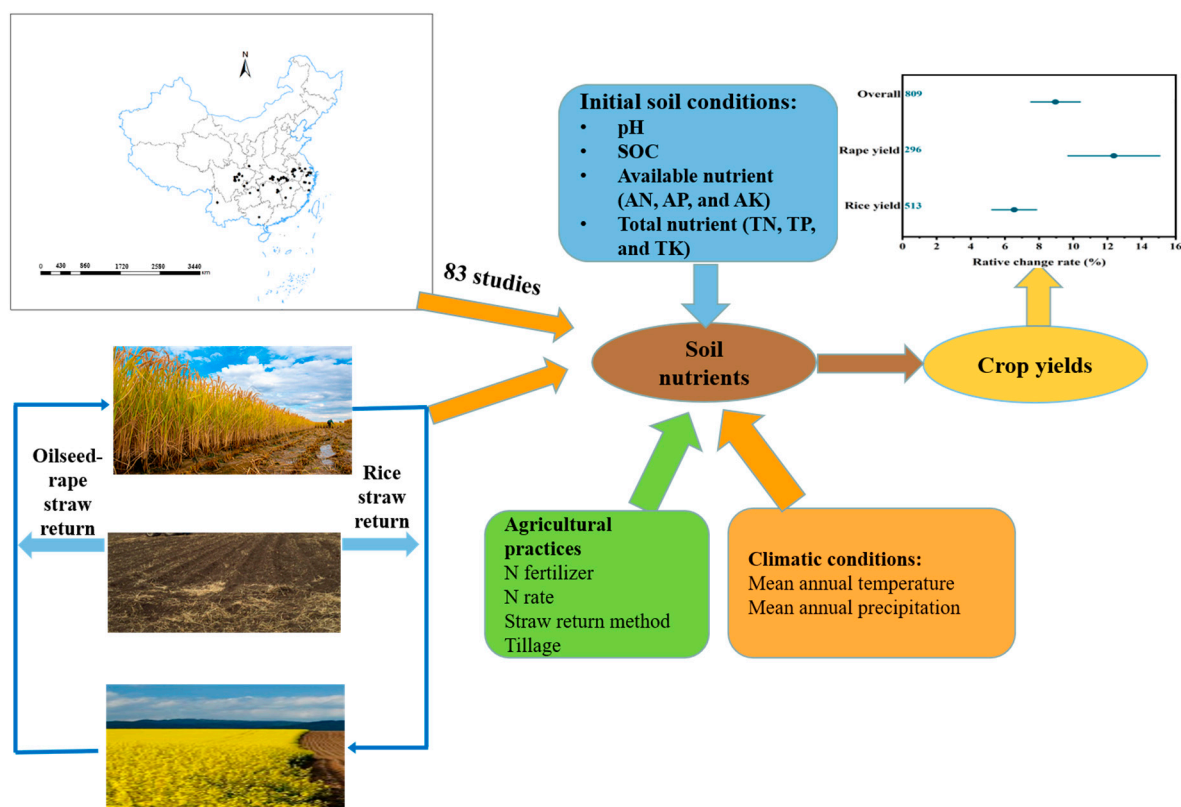 N
0 430 860 1720 2580 3440
km
83 studies
Initial soil conditions:
• pH
• SOC
• Available nutrient
(AN, AP, and AK)
• Total nutrient (TN, TP,
and TK)
Overall 809
Rape yield 296
Rice yield 513
0 2 4 6 8 10 12 14 16
Rative change rate (%)
Soil
nutrients
Crop yields
Oilseed-
rape
straw
return
Rice
straw
return
Agricultural
practices
N fertilizer
N rate
Straw return method
Tillage
Climatic conditions:
Mean annual temperature
Mean annual precipitation